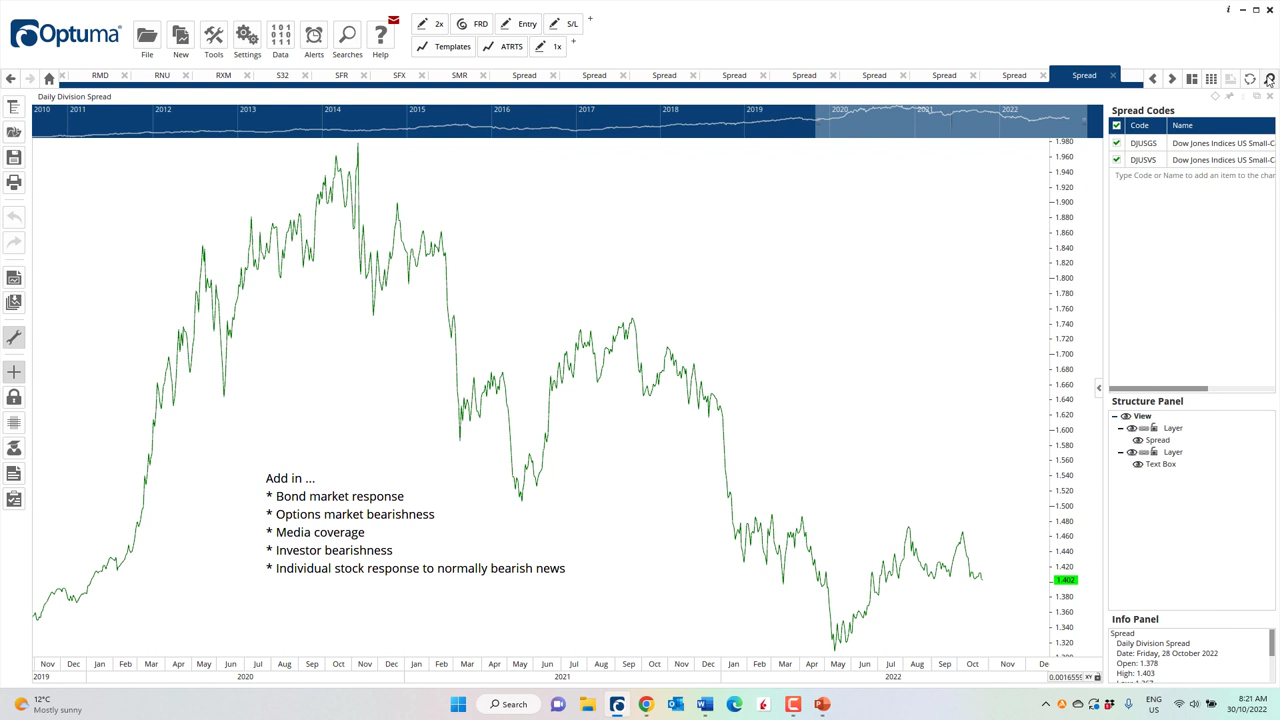 Optuma
File
New
Tools
Settings
Data
Alerts
Searches
Help
2x
FRD
Entry
S/L
Templates
ATRTS
1x
RMD
RNU
RXM
S32
SFR
SFX
SMR
Spread
Spread
Spread
Spread
Spread
Spread
Spread
Spread
Spread
Daily Division Spread
2010
2011
2012
2013
2014
2015
2016
2017
2018
2019
2020
2021
2022
1.980
1.960
1.940
1.920
1.900
1.880
1.860
1.840
1.820
1.800
1.780
1.760
1.740
1.720
1.700
1.680
1.660
1.640
1.620
1.600
1.580
1.560
1.540
1.520
1.500
1.480
1.460
1.440
1.420
1.402
1.380
1.360
1.340
1.320
1.300
Add in ...
* Bond market response
* Options market bearishness
* Media coverage
* Investor bearishness
* Individual stock response to normally bearish news
Nov Dec Jan Feb Mar Apr May Jun Jul Aug Sep Oct Nov Dec Jan Feb Mar Apr May Jun Jul Aug Sep Oct Nov Dec Jan Feb Mar Apr May Jun Jul Aug Sep Oct Nov De
2019 2020 2021 2022
0.0016559 XY
Spread Codes
Code Name
DJUSGS Dow Jones Indices US Small-C
DJUSVS Dow Jones Indices US Small-C
Type Code or Name to add an item to the char
Structure Panel
View
Layer
Spread
Layer
Text Box
Info Panel
Spread
Daily Division Spread
Date: Friday, 28 October 2022
Open: 1.378
High: 1.403
12°C
Mostly sunny
Search
ENG
US
8:21 AM
30/10/2022